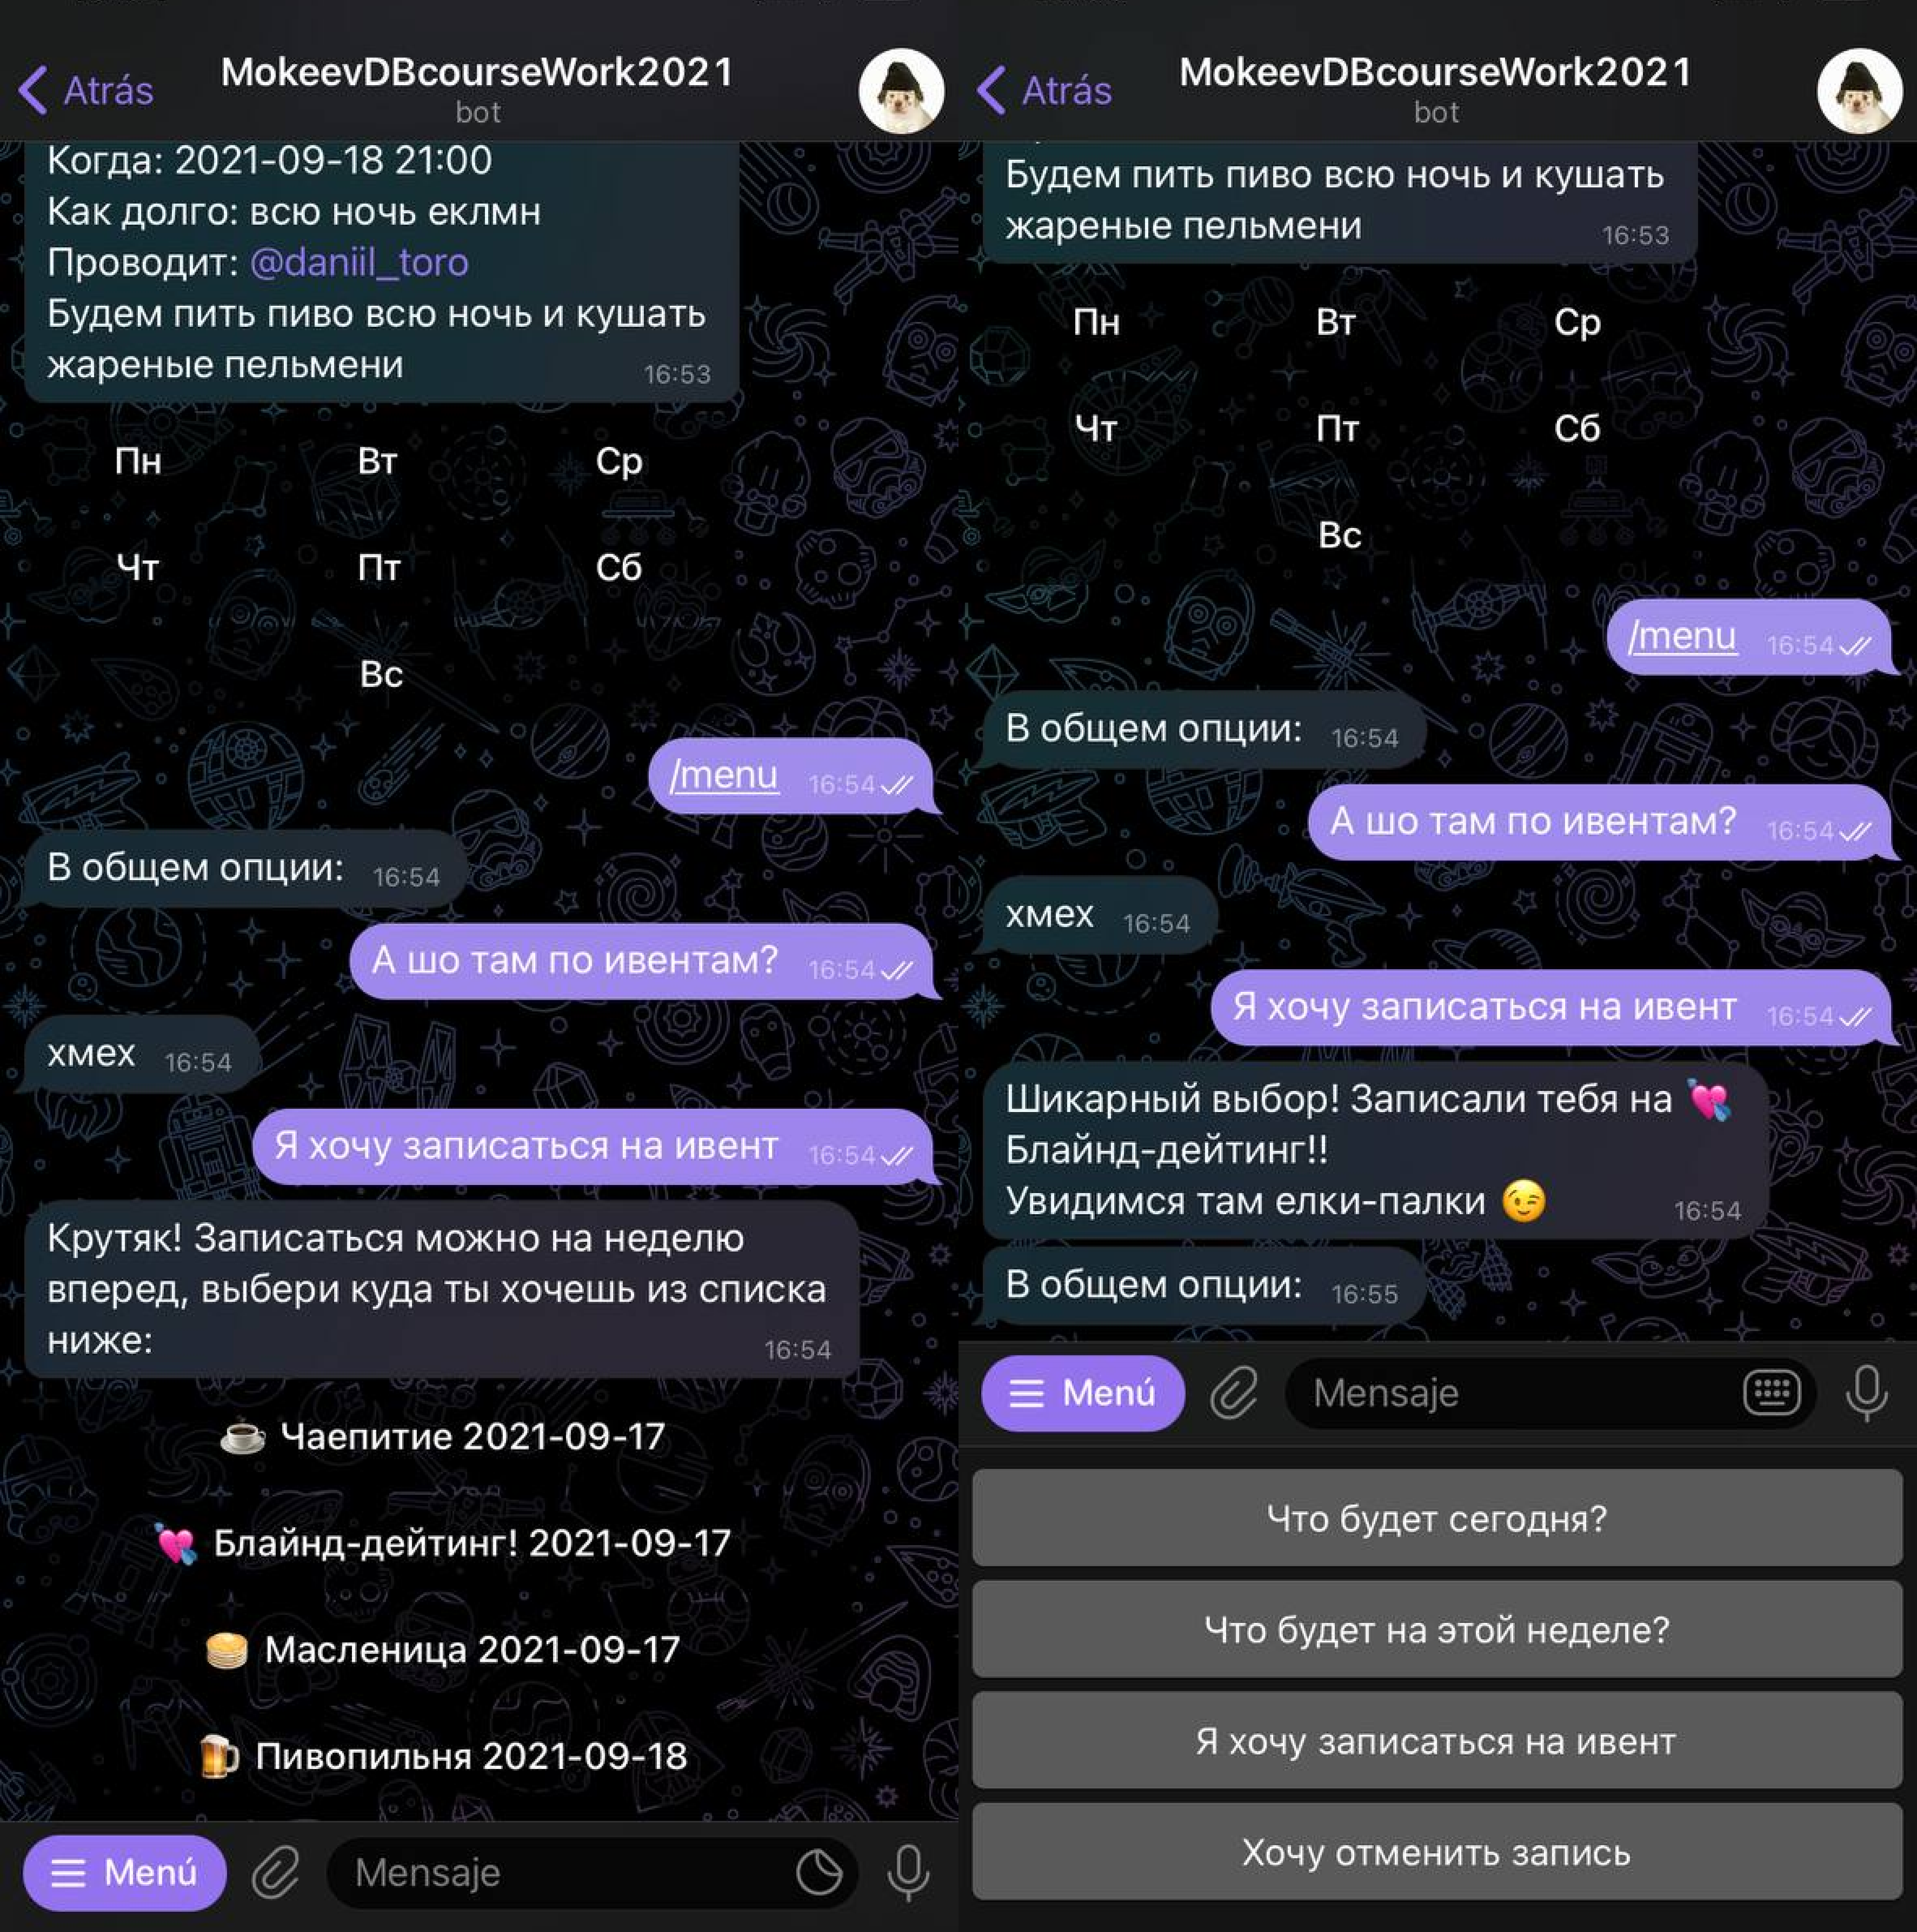 Atrás
MokeevDBcourseWork2021
bot
Когда: 2021-09-18 21:00
Как долго: всю ночь еклмн
Проводит: @daniil_toro
Будем пить пиво всю ночь и кушать
жареные пельмени 16:53
Пн Вт Ср
Чт Пт Сб
Вс
/menu 16:54
В общем опции: 16:54
А шо там по ивентам? 16:54
хмех 16:54
Я хочу записаться на ивент 16:54
Крутяк! Записаться можно на неделю
вперед, выбери куда ты хочешь из списка
ниже: 16:54
☕ Чаепитие 2021-09-17
💘 Блайнд-дейтинг! 2021-09-17
🥞 Масленица 2021-09-17
🍺 Пивопильня 2021-09-18
Menú Mensaje
Atrás
MokeevDBcourseWork2021
bot
Будем пить пиво всю ночь и кушать
жареные пельмени 16:53
Пн Вт Ср
Чт Пт Сб
Вс
/menu 16:54
В общем опции: 16:54
А шо там по ивентам? 16:54
хмех 16:54
Я хочу записаться на ивент 16:54
Шикарный выбор! Записали тебя на 💘
Блайнд-дейтинг!!
Увидимся там елки-палки 😉 16:54
В общем опции: 16:55
Menú Mensaje
Что будет сегодня?
Что будет на этой неделе?
Я хочу записаться на ивент
Хочу отменить запись